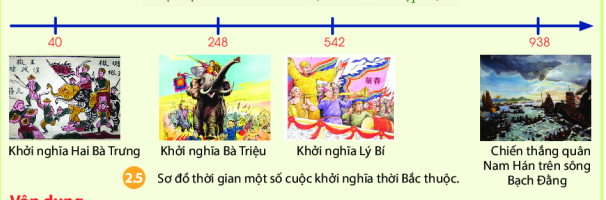 40
248
542
938
Khởi nghĩa Hai Bà Trưng
Khởi nghĩa Bà Triệu
Khởi nghĩa Lý Bí
Chiến thắng quân
Nam Hán trên sông
Bạch Đằng
2.5 Sơ đồ thời gian một số cuộc khởi nghĩa thời Bắc thuộc.